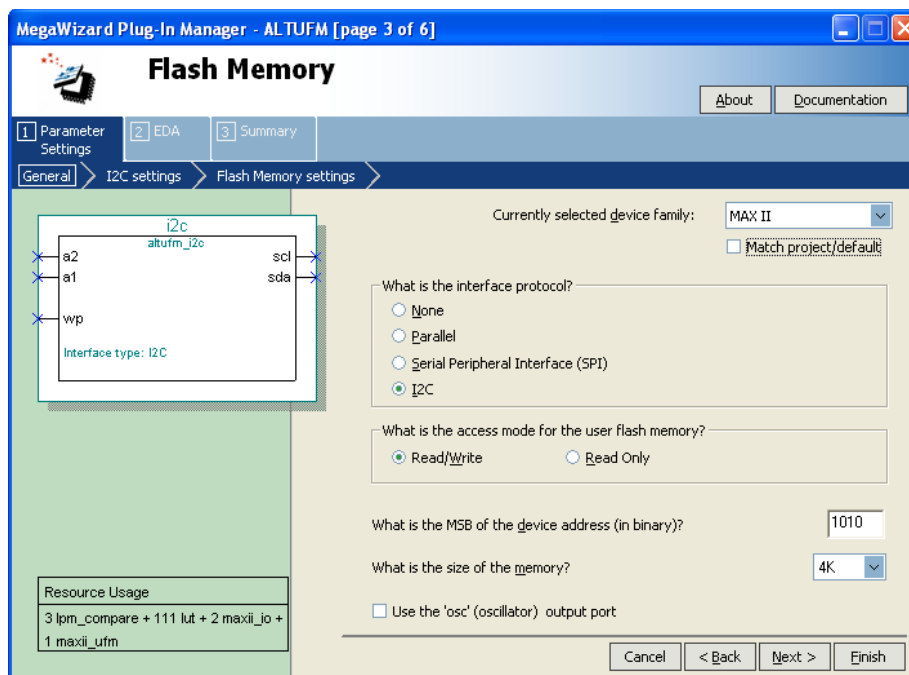 MegaWizard Plug-In Manager - ALTUFM [page 3 of 6]
Flash Memory
About
Documentation
1 Parameter Settings
2 EDA
3 Summary
General
I2C settings
Flash Memory settings
i2c
altufm_i2c
a2
scl
a1
sda
wp
Interface type: I2C
Currently selected device family:
MAX II
Match project/default
What is the interface protocol?
None
Parallel
Serial Peripheral Interface (SPI)
I2C
What is the access mode for the user flash memory?
Read/Write
Read Only
What is the MSB of the device address (in binary)?
1010
What is the size of the memory?
4K
Use the 'osc' (oscillator) output port
Resource Usage
3 lpm_compare + 111 lut + 2 maxii_io +
1 maxii_ufm
Cancel
< Back
Next >
Finish